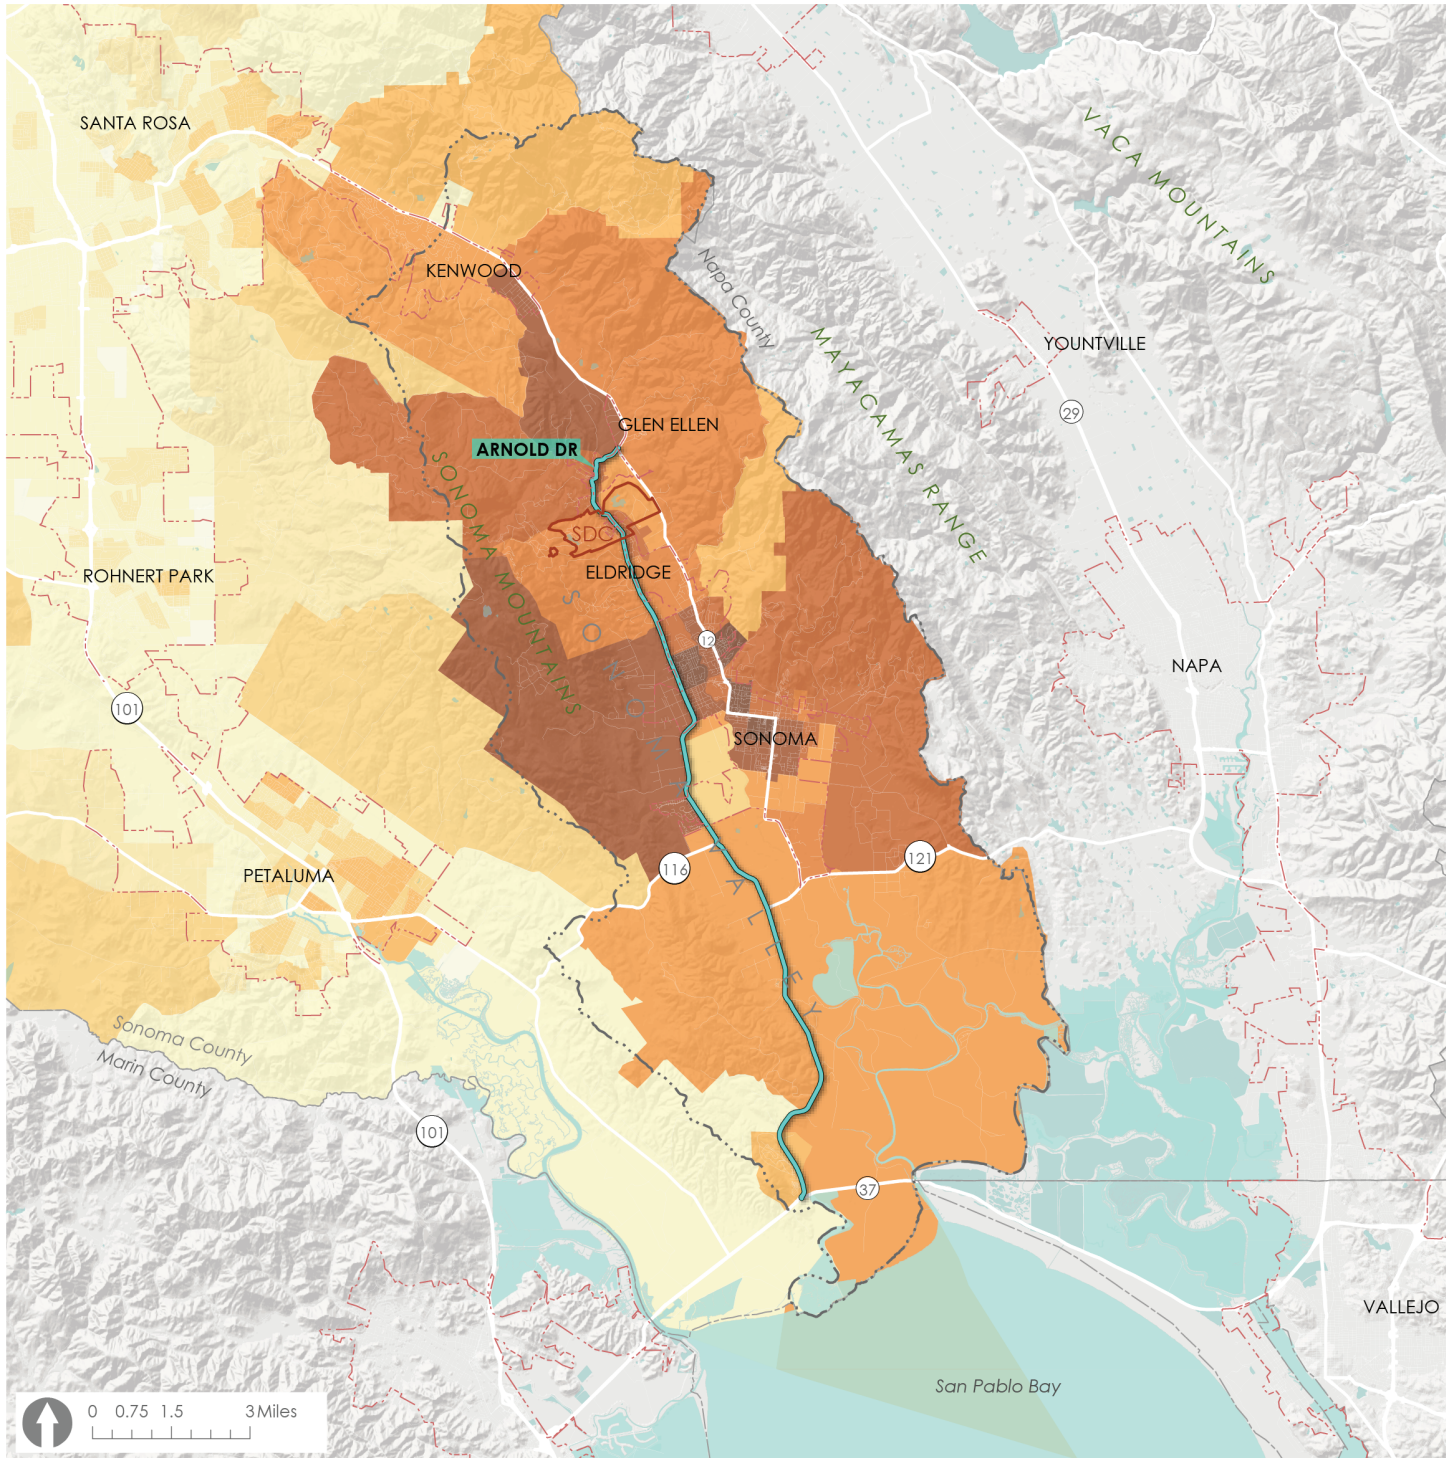 SANTA ROSA
VACA MOUNTAINS
KENWOOD
Napa County
YOUNTVILLE
MAYACAMAS RANGE
29
GLEN ELLEN
ARNOLD DR
SONOMA MOUNTAINS
SDC
ROHNERT PARK
ELDRIDGE
SONOMA VALLEY
12
NAPA
101
SONOMA
116
121
PETALUMA
Sonoma County
Marin County
101
37
VALLEJO
San Pablo Bay
0 0.75 1.5 3 Miles